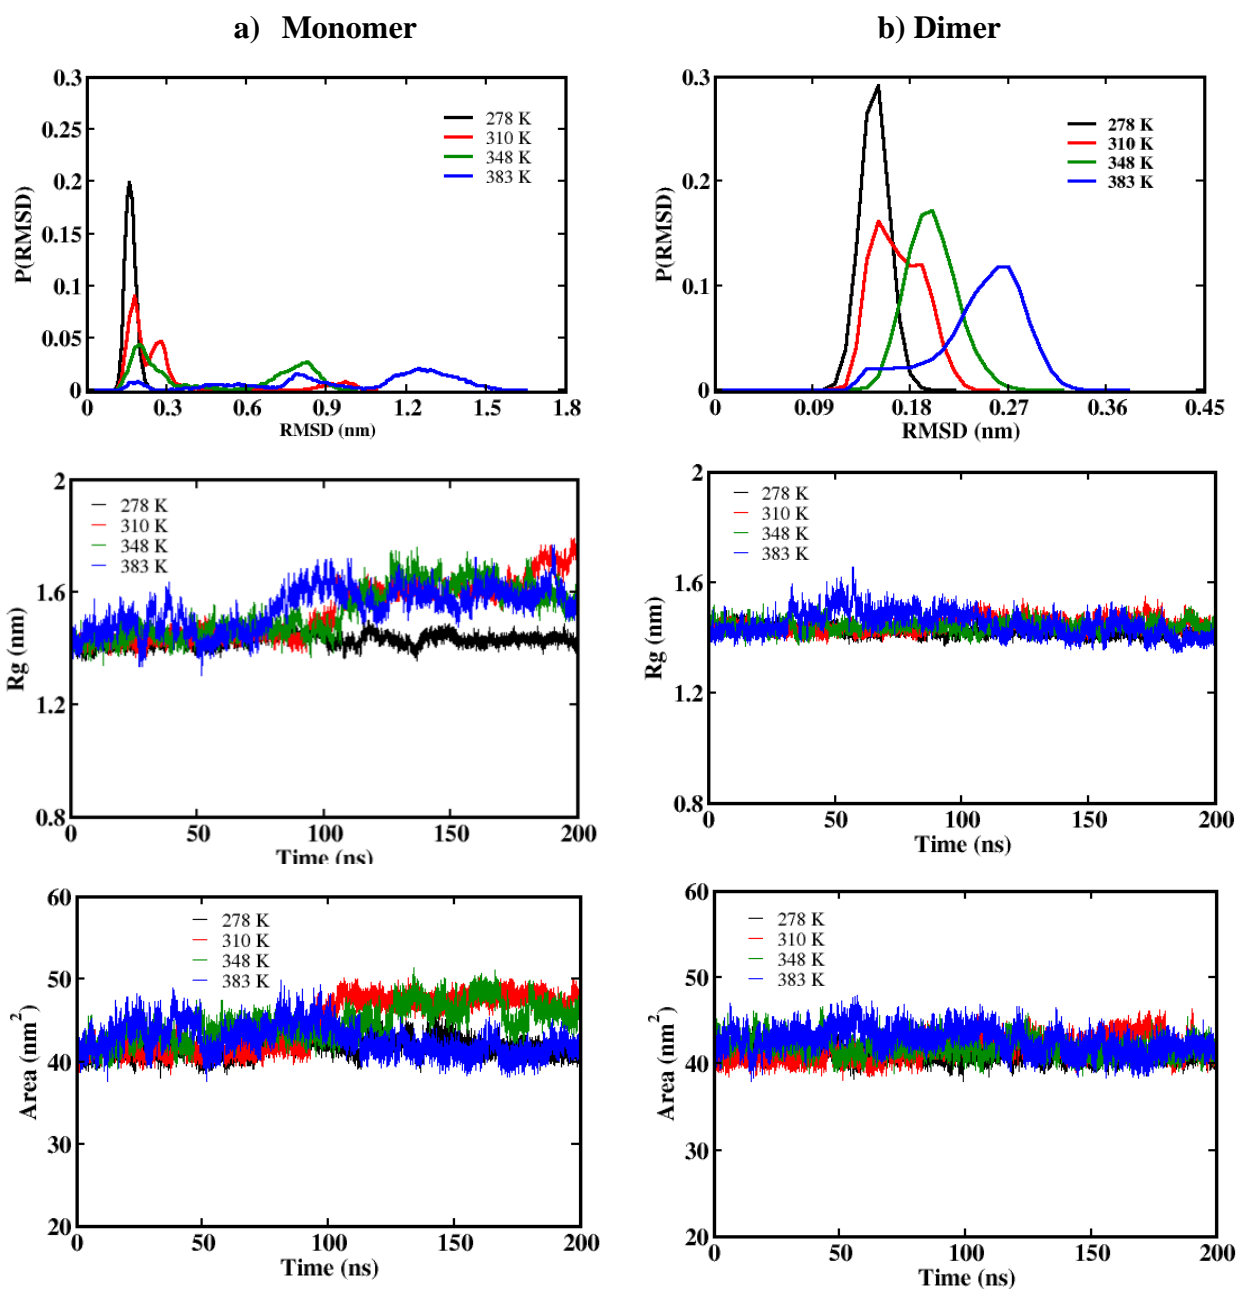 a) Monomer
b) Dimer
0.3
0.25
0.2
0.15
0.1
0.05
0
P(RMSD)
278 K
310 K
348 K
383 K
0 0.3 0.6 0.9 1.2 1.5 1.8
RMSD (nm)
0.3
0.2
0.1
0
P(RMSD)
278 K
310 K
348 K
383 K
0 0.09 0.18 0.27 0.36 0.45
RMSD (nm)
2
1.6
1.2
0.8
Rg (nm)
278 K
310 K
348 K
383 K
0 50 100 150 200
Time (ns)
2
1.6
1.2
0.8
Rg (nm)
278 K
310 K
348 K
383 K
0 50 100 150 200
Time (ns)
60
50
40
30
20
Area (nm²)
278 K
310 K
348 K
383 K
0 50 100 150 200
Time (ns)
60
50
40
30
20
Area (nm²)
278 K
310 K
348 K
383 K
0 50 100 150 200
Time (ns)